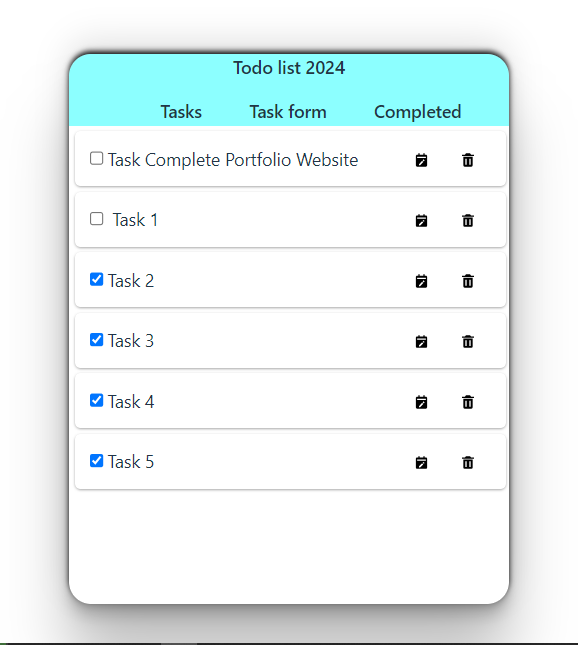 Todo list 2024
Tasks Task form Completed
Task Complete Portfolio Website
Task 1
Task 2
Task 3
Task 4
Task 5